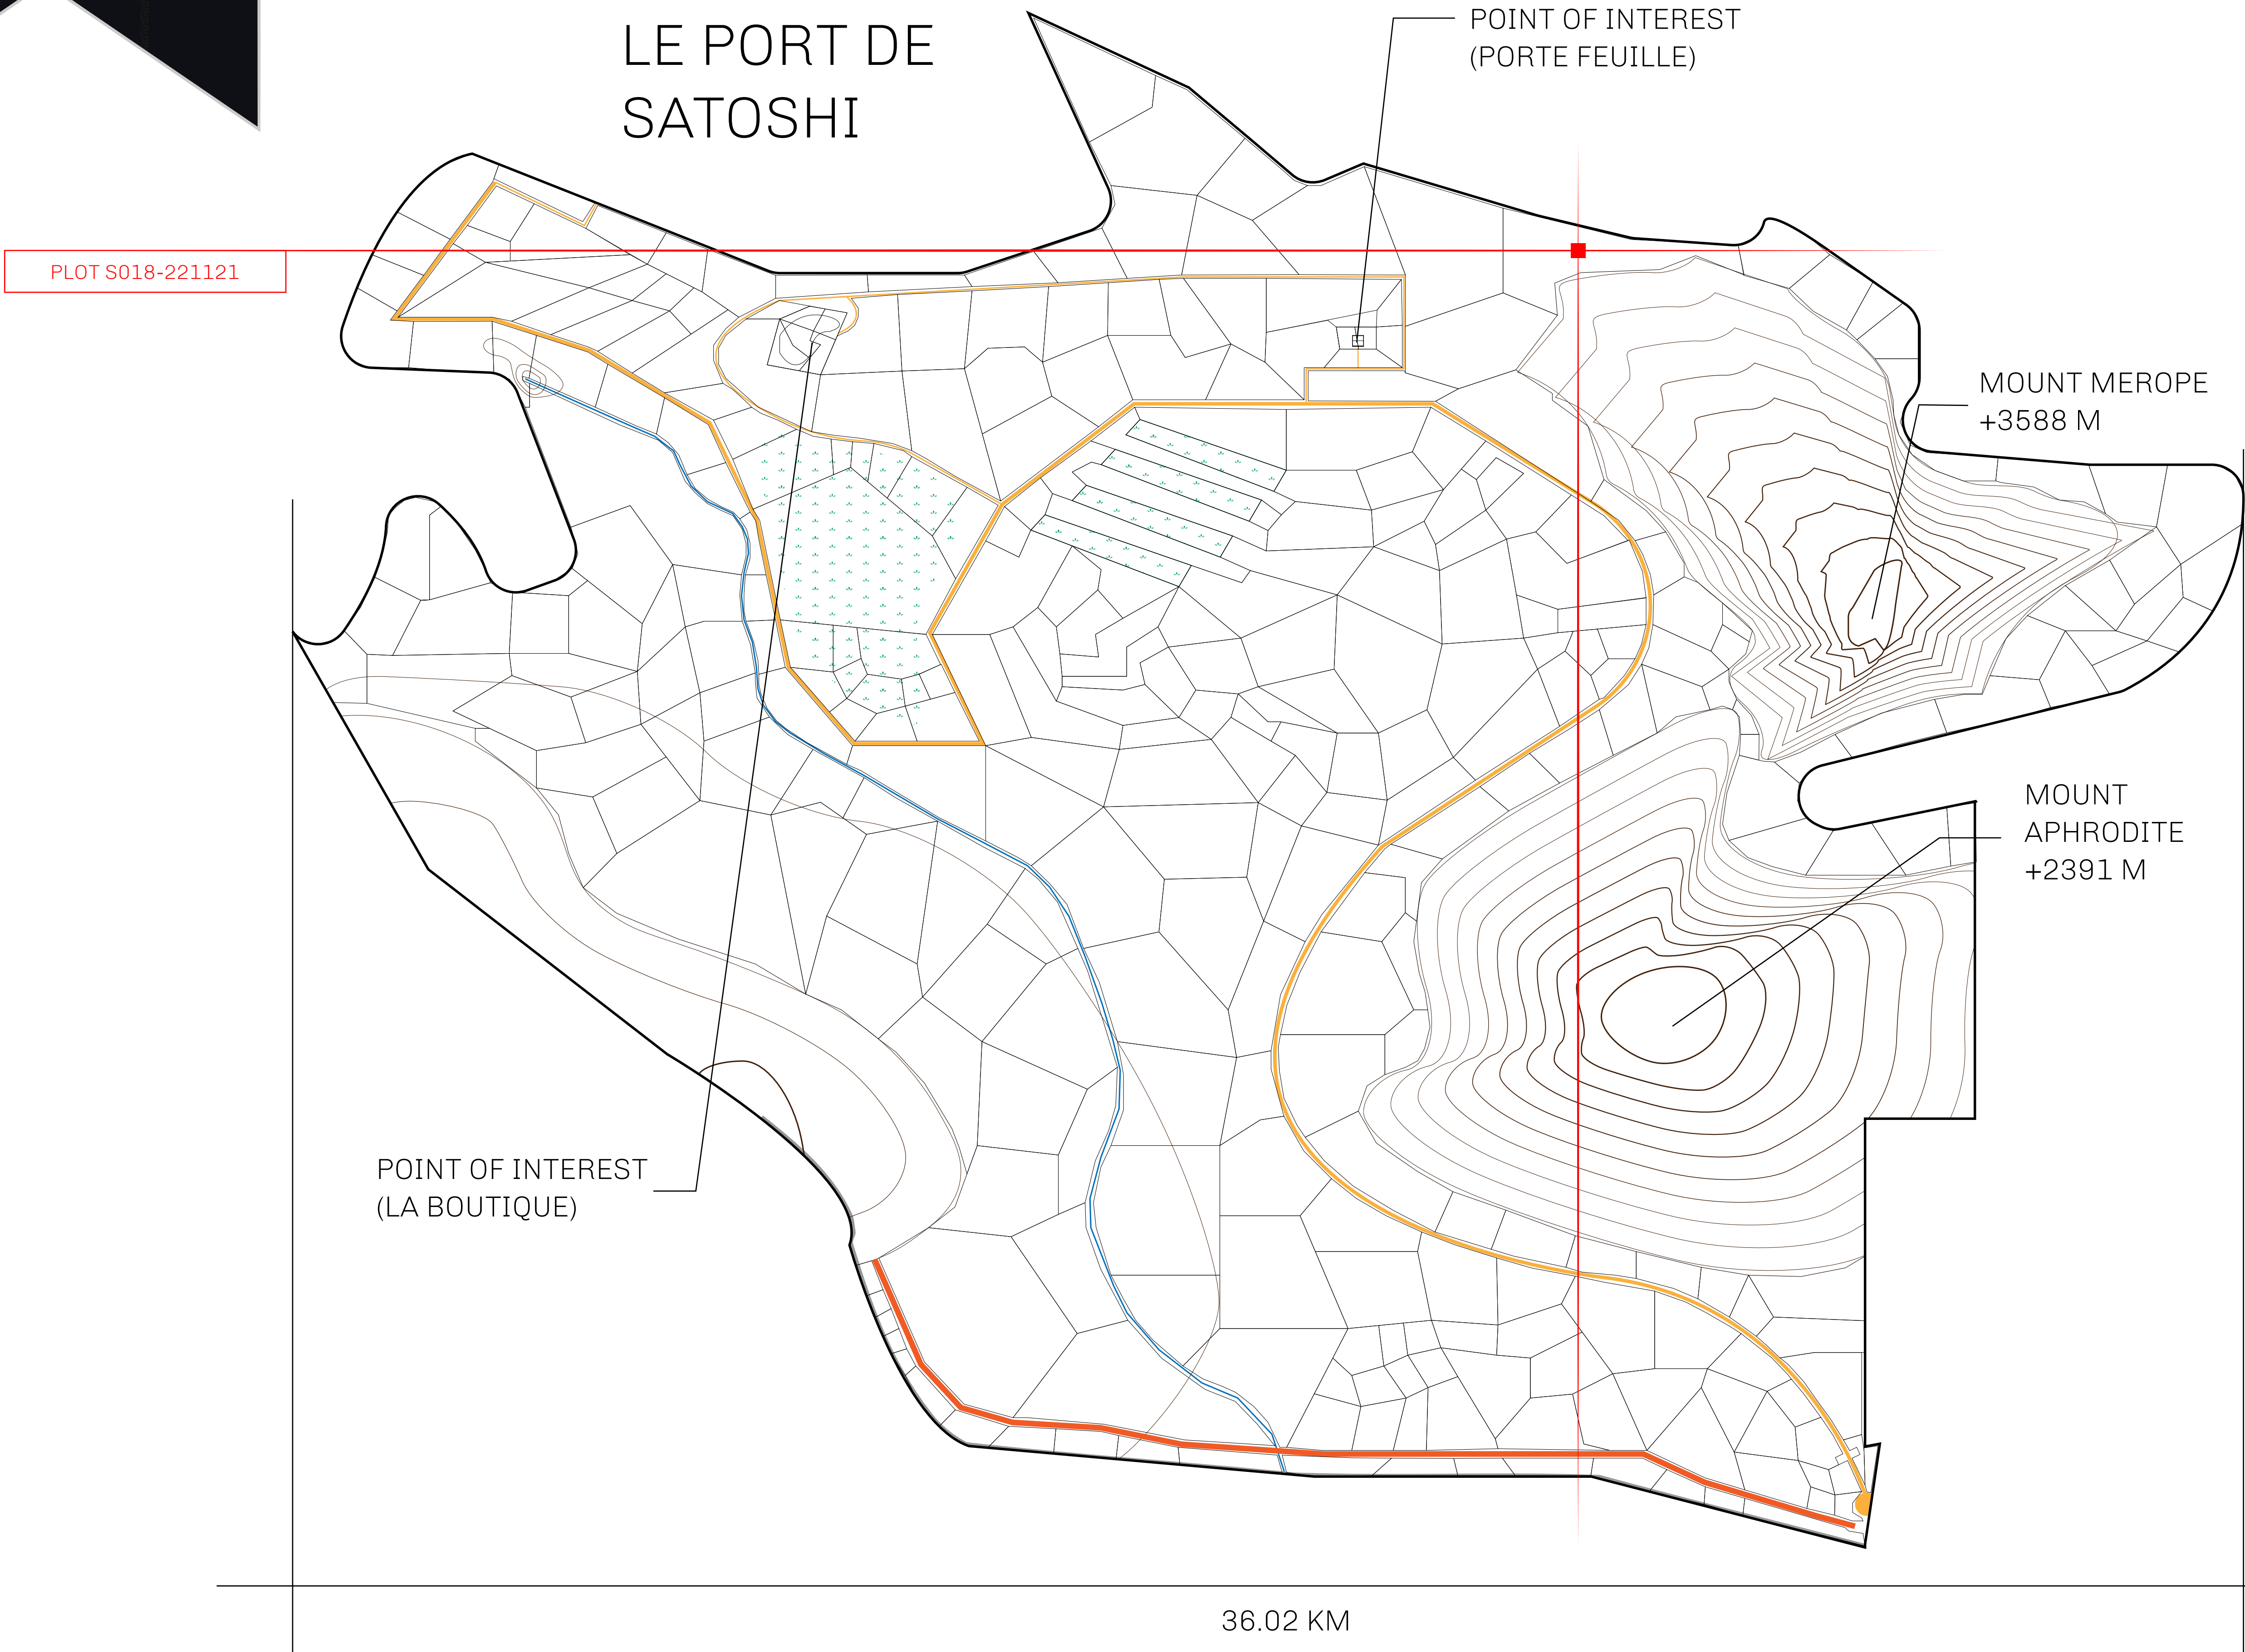 LE PORT DE
SATOSHI
POINT OF INTEREST
(PORTE FEUILLE)
PLOT S018-221121
MOUNT MEROPE
+3588 M
MOUNT
APHRODITE
+2391 M
POINT OF INTEREST
(LA BOUTIQUE)
36.02 KM